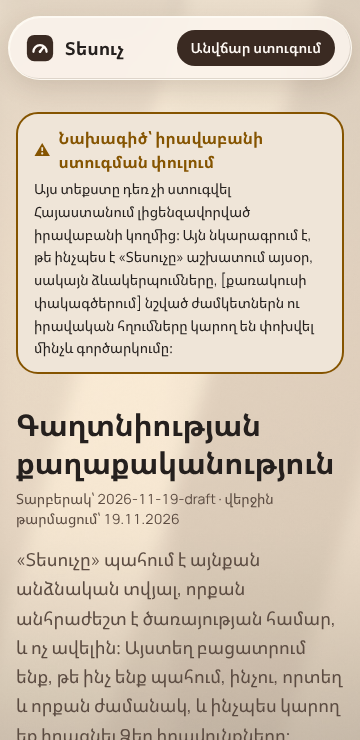 Տեսուչ
Անվճար ստուգում
Նախագիծ՝ իրավաբանի
ստուգման փուլում
Այս տեքստը դեռ չի ստուգվել
Հայաստանում լիցենզավորված
իրավաբանի կողմից։ Այն նկարագրում է,
թե ինչպես է «Տեսուչը» աշխատում այսօր,
սակայն ձևակերպումները, [քառակուսի
փակագծերում] նշված ժամկետներն ու
իրավական հղումները կարող են փոխվել
մինչև գործարկումը։
Գաղտնիության
քաղաքականություն
Տարբերակ՝ 2026-11-19-draft · վերջին
թարմացում՝ 19.11.2026
«Տեսուչը» պահում է այնքան
անձնական տվյալ, որքան
անհրաժեշտ է ծառայության համար,
և ոչ ավելին։ Այստեղ բացատրում
ենք, թե ինչ ենք պահում, ինչու, որտեղ
և որքան ժամանակ, և ինչպես կարող
եք իրացնել Ձեր իրավունքները։